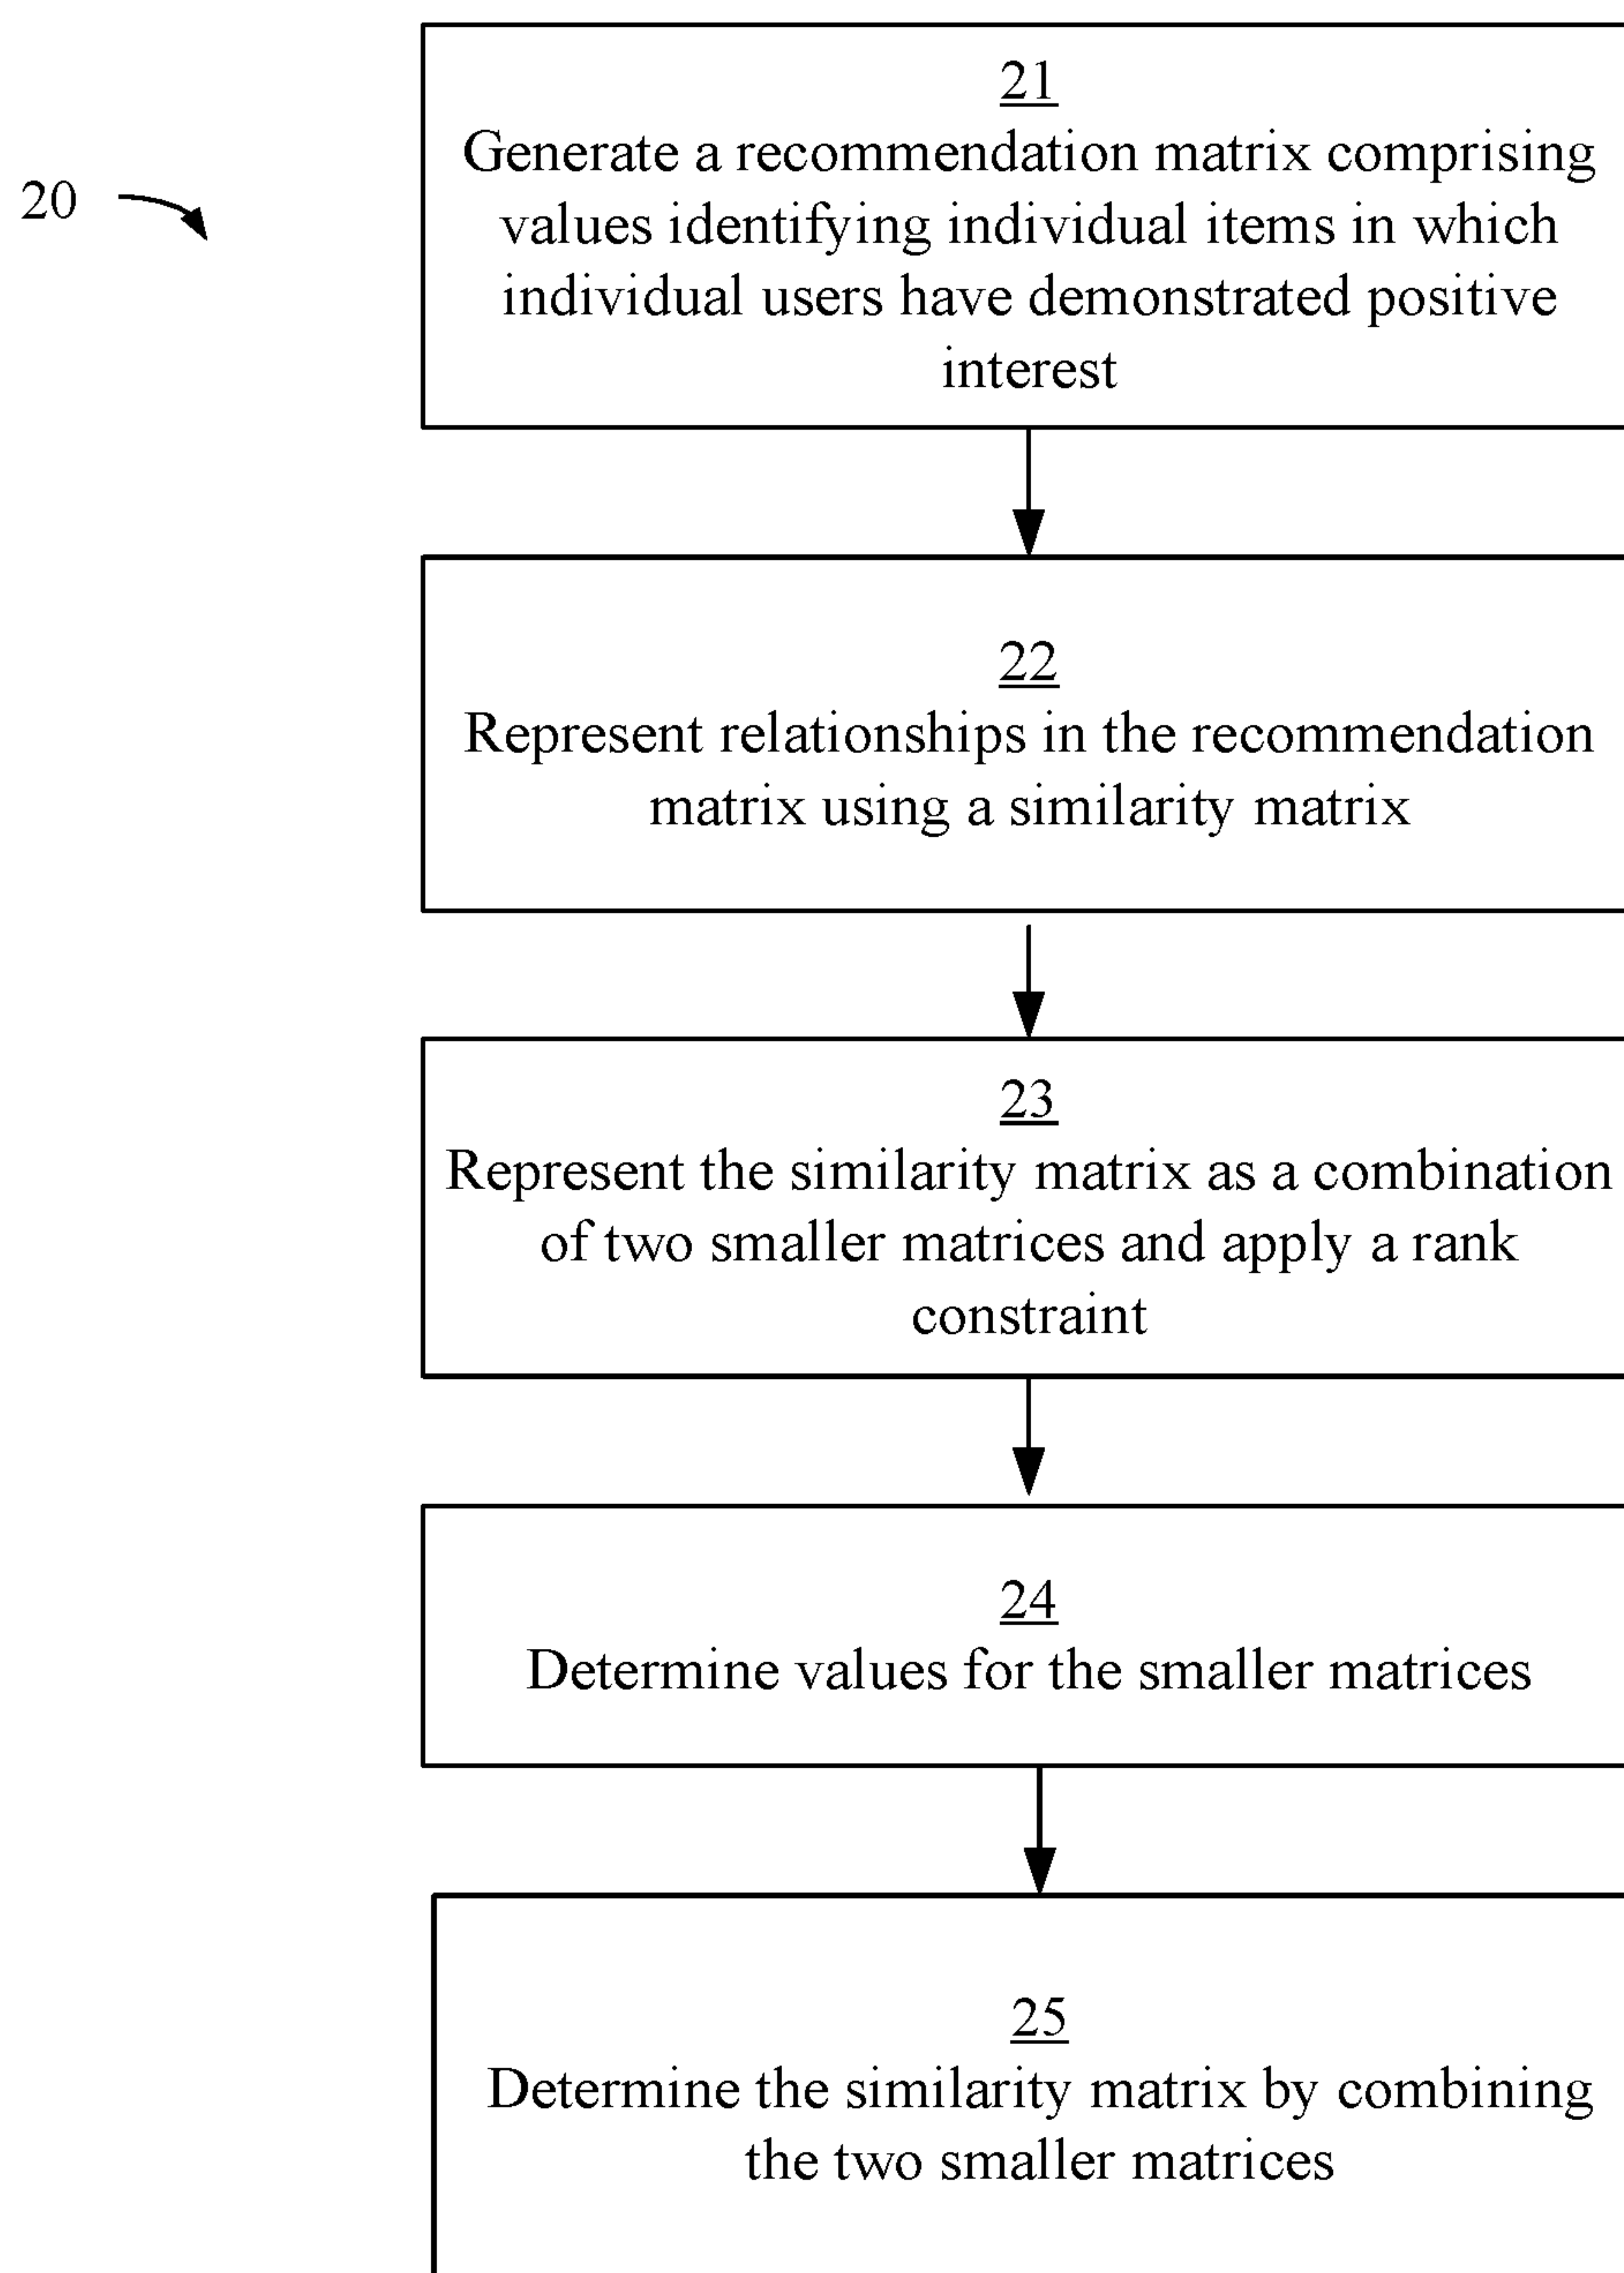 21
Generate a recommendation matrix comprising
20
values identifying individual items in which
individual users have demonstrated positive
interest
22
Represent relationships in the recommendation
matrix using a similarity matrix
23
Represent the similarity matrix as a combination
of two smaller matrices and apply a rank
constraint
24
Determine values for the smaller matrices
25
Determine the similarity matrix by combining
the two smaller matrices